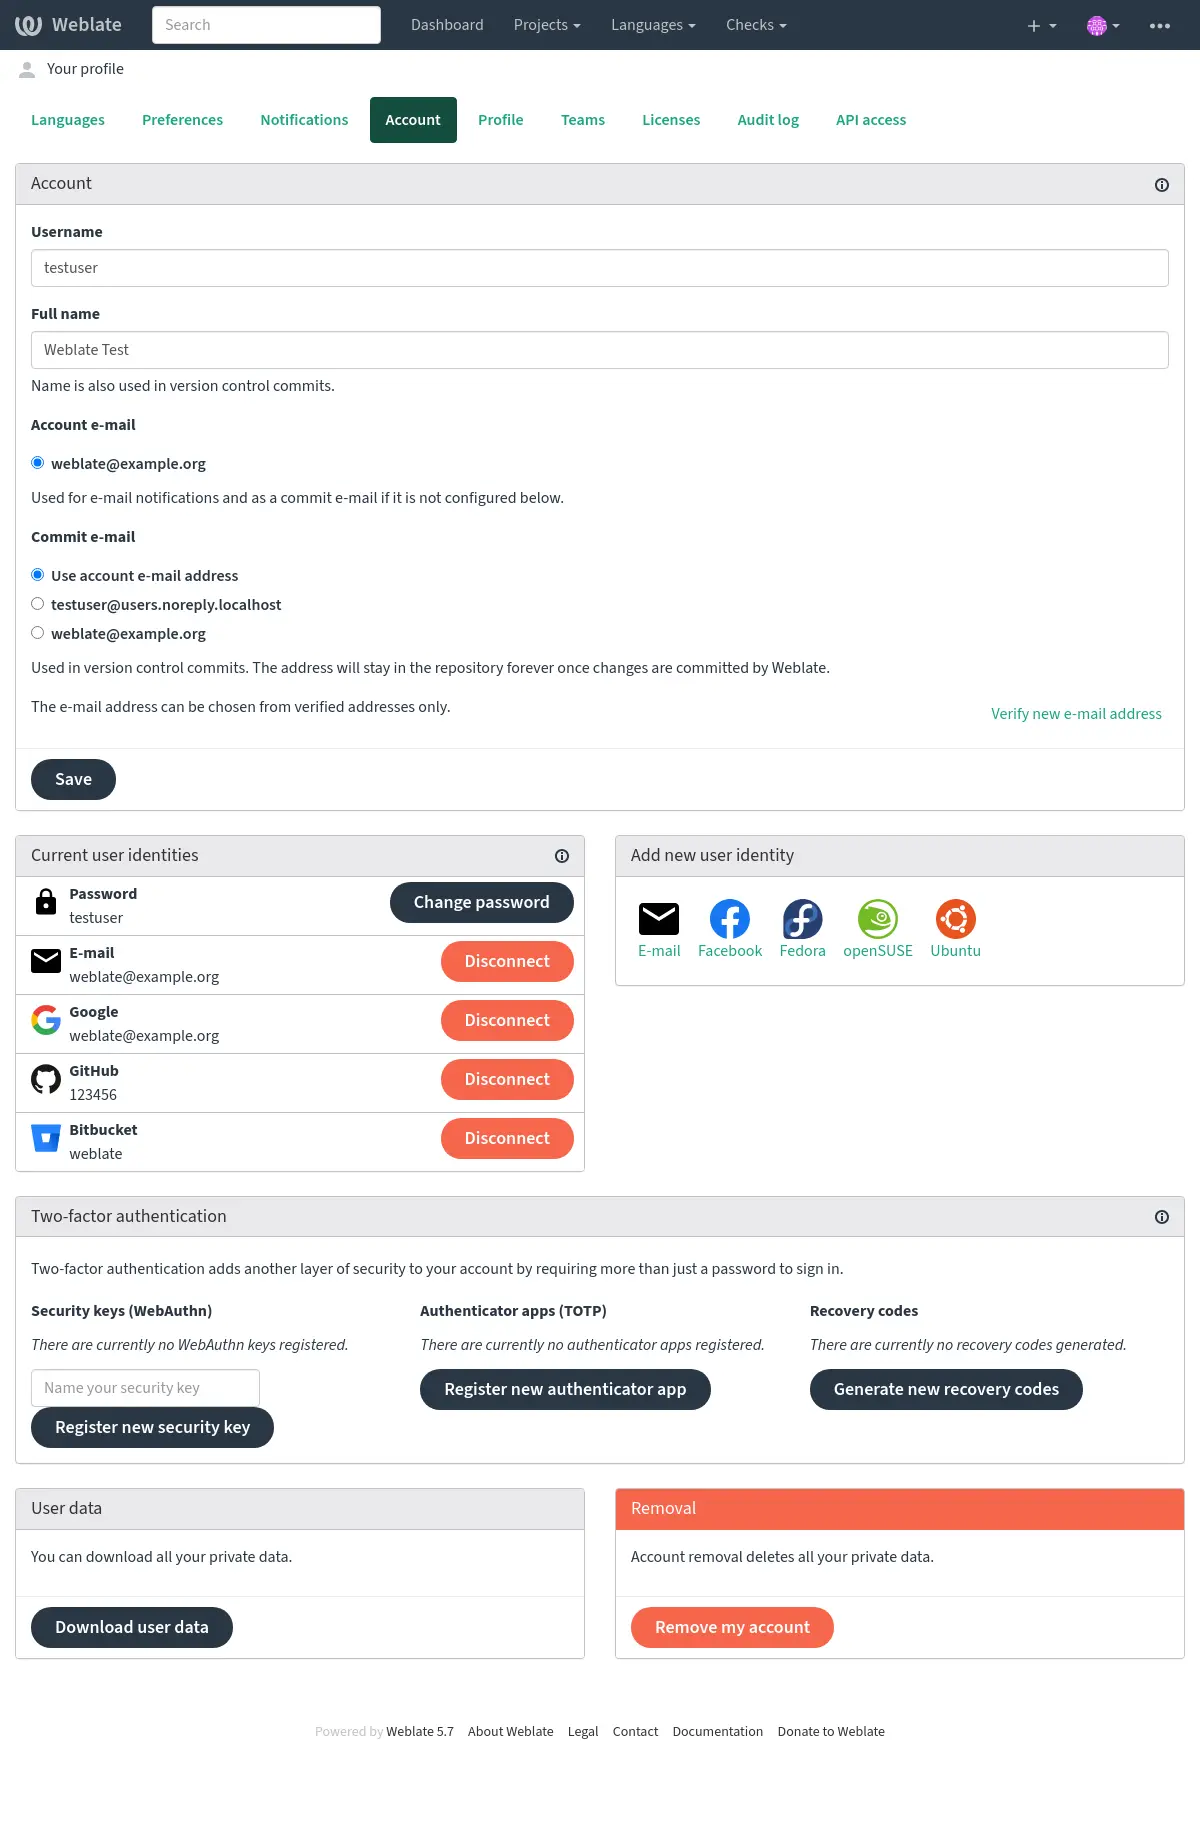 Weblate
Search
Dashboard
Projects
Languages
Checks
Your profile
Languages
Preferences
Notifications
Account
Profile
Teams
Licenses
Audit log
API access
Account
Username
testuser
Full name
Weblate Test
Name is also used in version control commits.
Account e-mail
weblate@example.org
Used for e-mail notifications and as a commit e-mail if it is not configured below.
Commit e-mail
Use account e-mail address
testuser@users.noreply.localhost
weblate@example.org
Used in version control commits. The address will stay in the repository forever once changes are committed by Weblate.
The e-mail address can be chosen from verified addresses only.
Verify new e-mail address
Save
Current user identities
Password
testuser
Change password
E-mail
weblate@example.org
Disconnect
Google
weblate@example.org
Disconnect
GitHub
123456
Disconnect
Bitbucket
weblate
Disconnect
Add new user identity
E-mail
Facebook
Fedora
openSUSE
Ubuntu
Two-factor authentication
Two-factor authentication adds another layer of security to your account by requiring more than just a password to sign in.
Security keys (WebAuthn)
There are currently no WebAuthn keys registered.
Name your security key
Register new security key
Authenticator apps (TOTP)
There are currently no authenticator apps registered.
Register new authenticator app
Recovery codes
There are currently no recovery codes generated.
Generate new recovery codes
User data
You can download all your private data.
Download user data
Removal
Account removal deletes all your private data.
Remove my account
Powered by Weblate 5.7
About Weblate
Legal
Contact
Documentation
Donate to Weblate